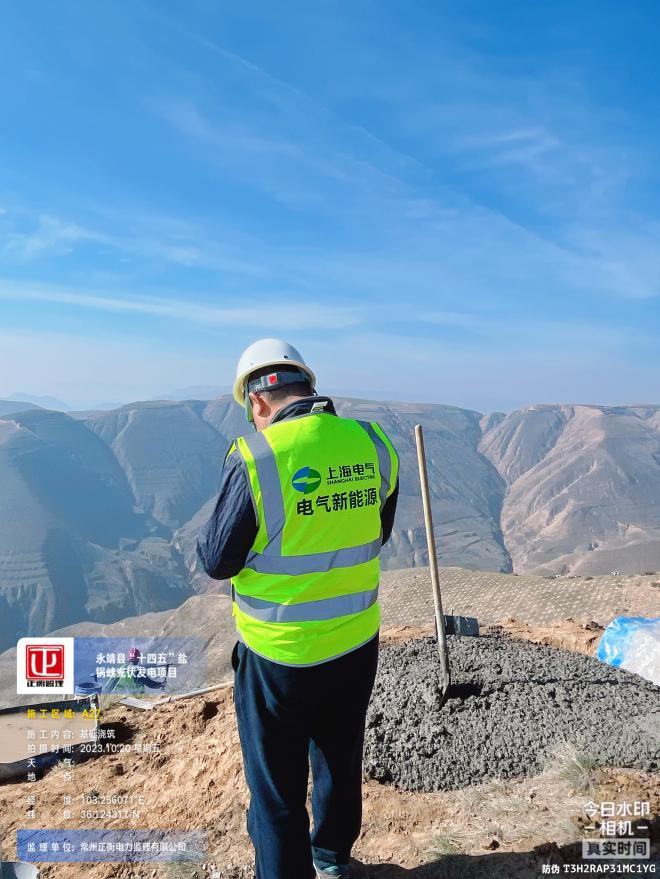 上海电气
SHANGHAI ELECTRIC
电气新能源
正衡监理
永靖县“十四五”盐
锅峡光伏发电项目
施工区域: A27
施工内容: 基础浇筑
拍摄时间: 2023.10.20 星期五
天气:
地点:
经度: 103.256071°E
纬度: 36.124317°N
监理单位: 常州正衡电力监理有限公司
今日水印
相机
真实时间
防伪 T3H2RAP31MC1YG